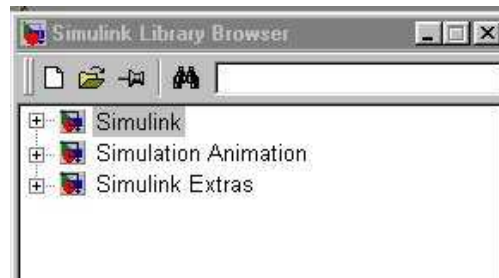 Simulink Library Browser
Simulink
Simulation Animation
Simulink Extras